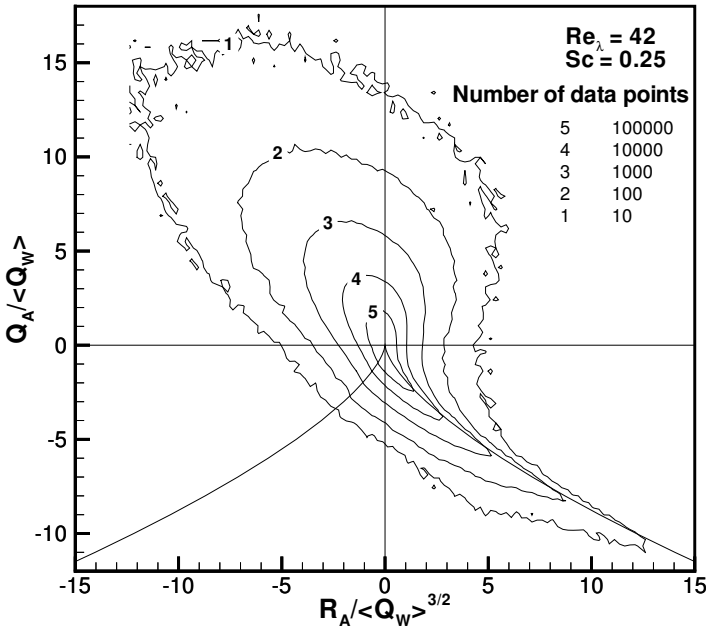 Re_λ = 42
Sc = 0.25
Number of data points
5 100000
4 10000
3 1000
2 100
1 10
1
2
3
4
5
15
10
5
0
-5
-10
Q_A/<Q_W>
-15 -10 -5 0 5 10 15
R_A/<Q_W>^3/2